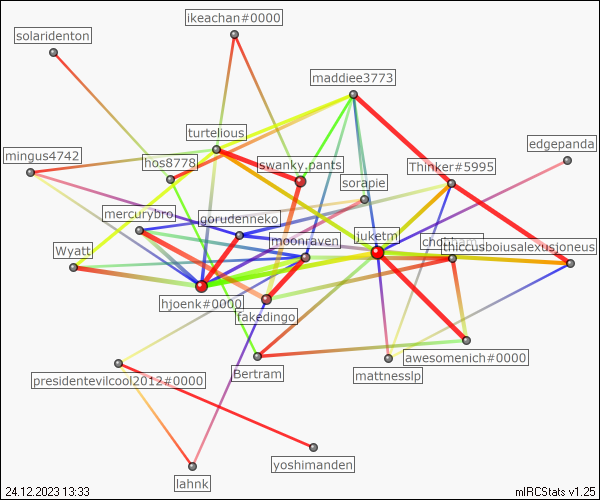 ikeachan#0000
solaridenton
maddiee3773
turtelious
edgepanda
mingus4742
hos8778
swanky.pants
Thinker#5995
sorapie
mercurybro
gorudenneko
juketm
Wyatt
moonraven
thiccusboiusalexusjoneus
hjoenk#0000
fakedingo
Bertram
awesomenich#0000
mattnesslp
presidentevilcool2012#0000
yoshimanden
lahnk
24.12.2023 13:33
mIRCStats v1.25